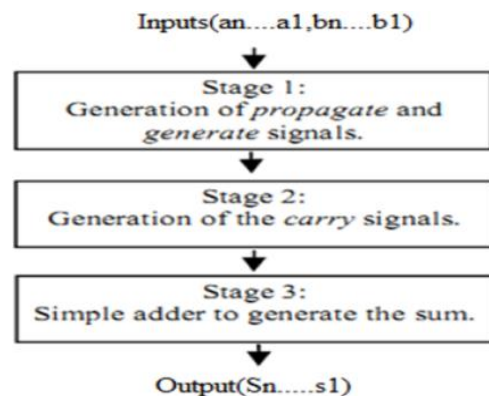 Inputs(an....a1,bn....b1)
Stage 1:
Generation of propagate and
generate signals.
Stage 2:
Generation of the carry signals.
Stage 3:
Simple adder to generate the sum.
Output(Sn.....s1)